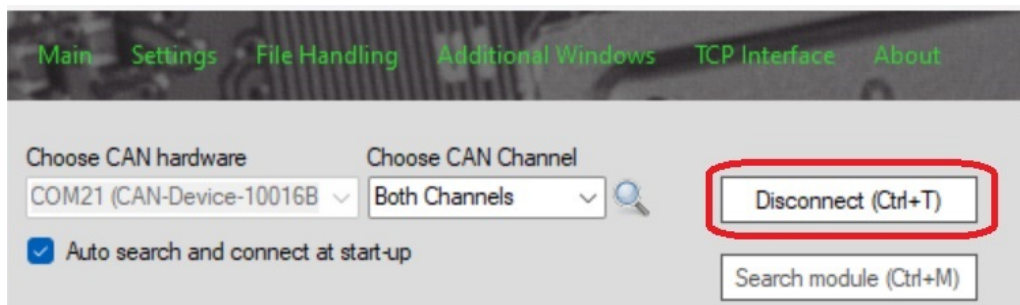 Main Settings File Handling Additional Windows TCP Interface About
Choose CAN hardware Choose CAN Channel
COM21 (CAN-Device-10016B Both Channels Disconnect (Ctrl+T)
Auto search and connect at start-up
Search module (Ctrl+M)